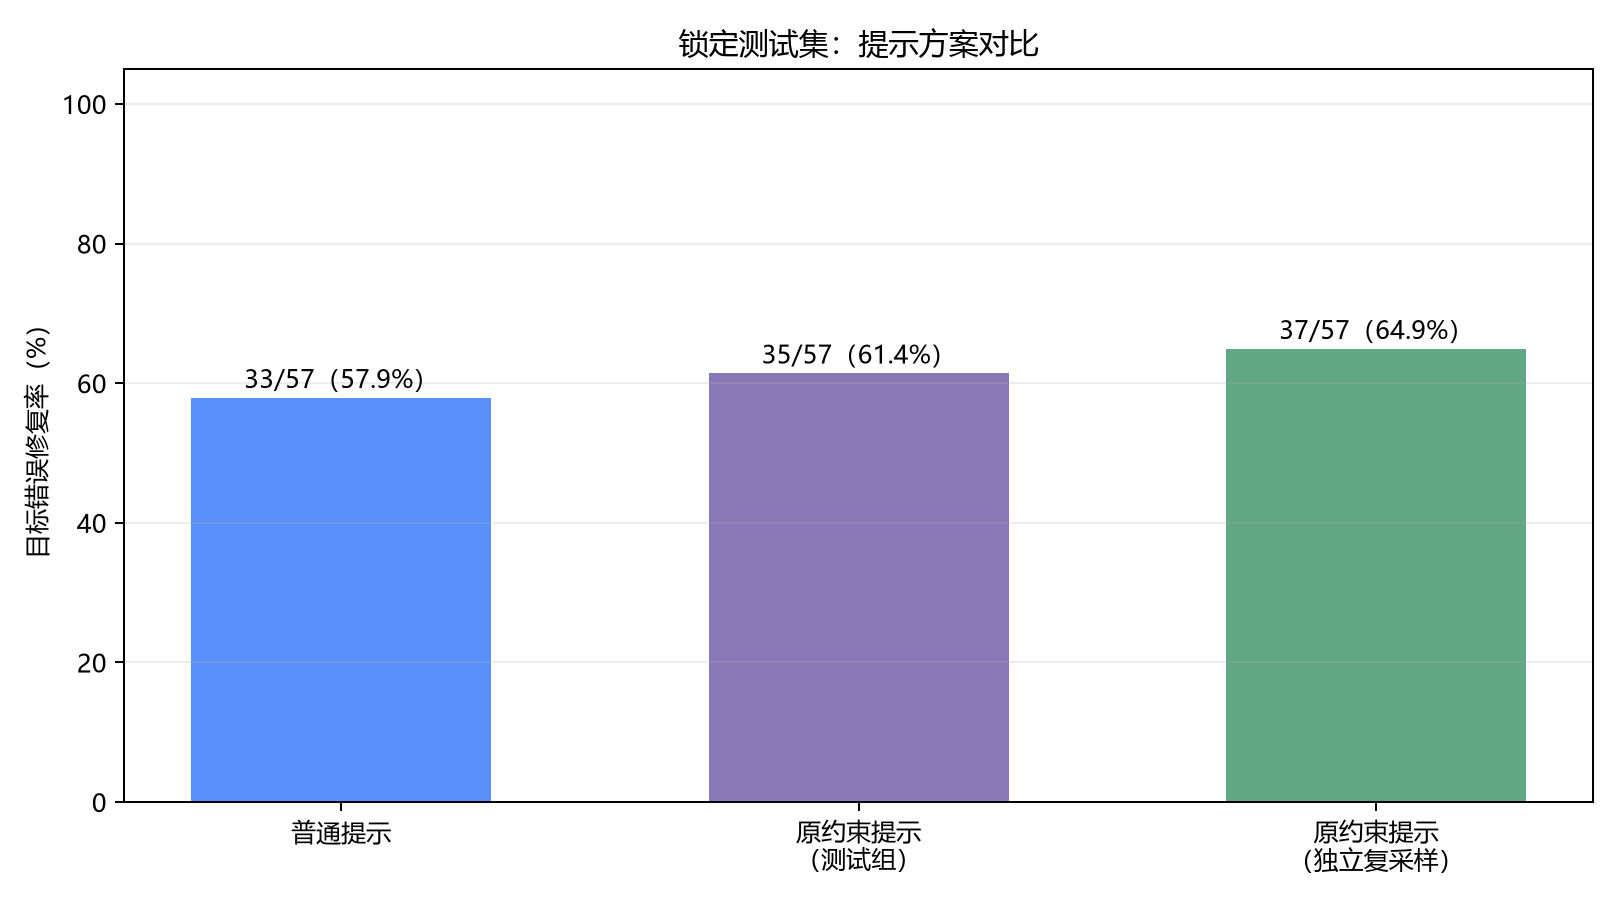 锁定测试集：提示方案对比
目标错误修复率（%）
100
80
60
40
20
0
33/57（57.9%）
35/57（61.4%）
37/57（64.9%）
普通提示
原约束提示
（测试组）
原约束提示
（独立复采样）